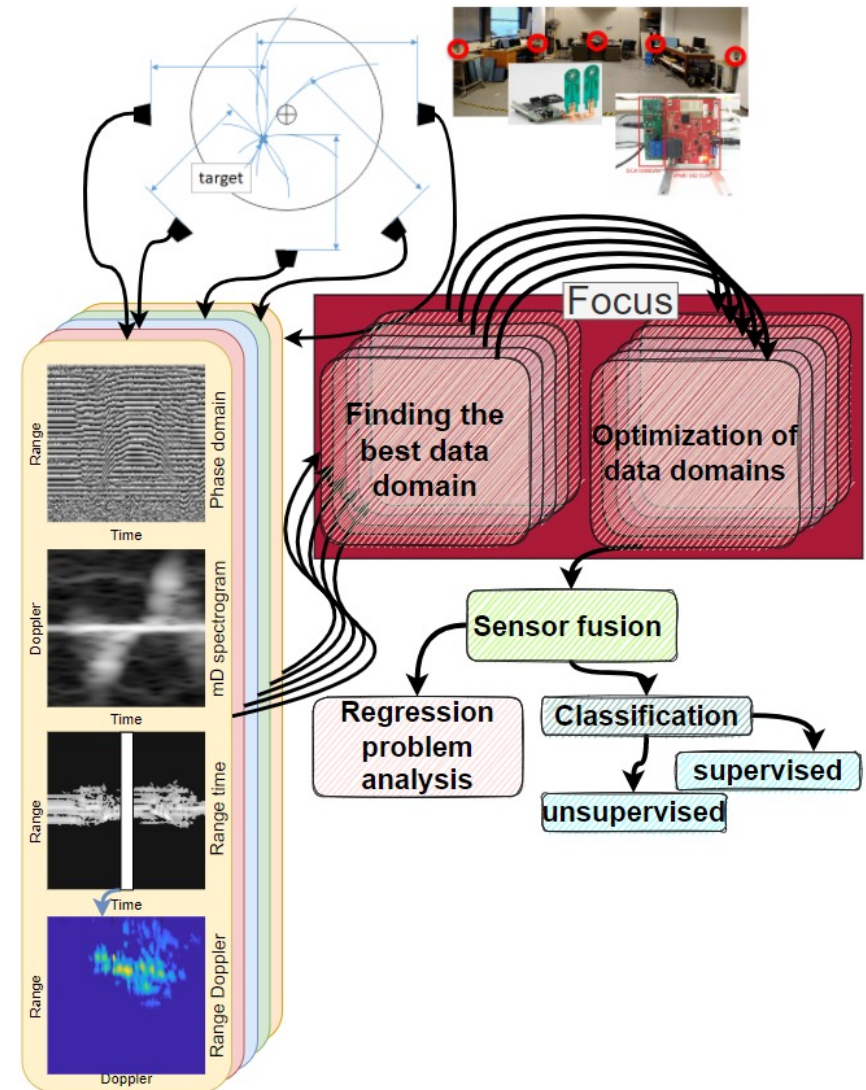 target
Focus
Finding the
best data
domain
Optimization of
data domains
Range
Phase domain
Time
Doppler
mD spectrogram
Time
Range
Range time
Time
Range
Range Doppler
Doppler
Sensor fusion
Regression
problem
analysis
Classification
supervised
unsupervised